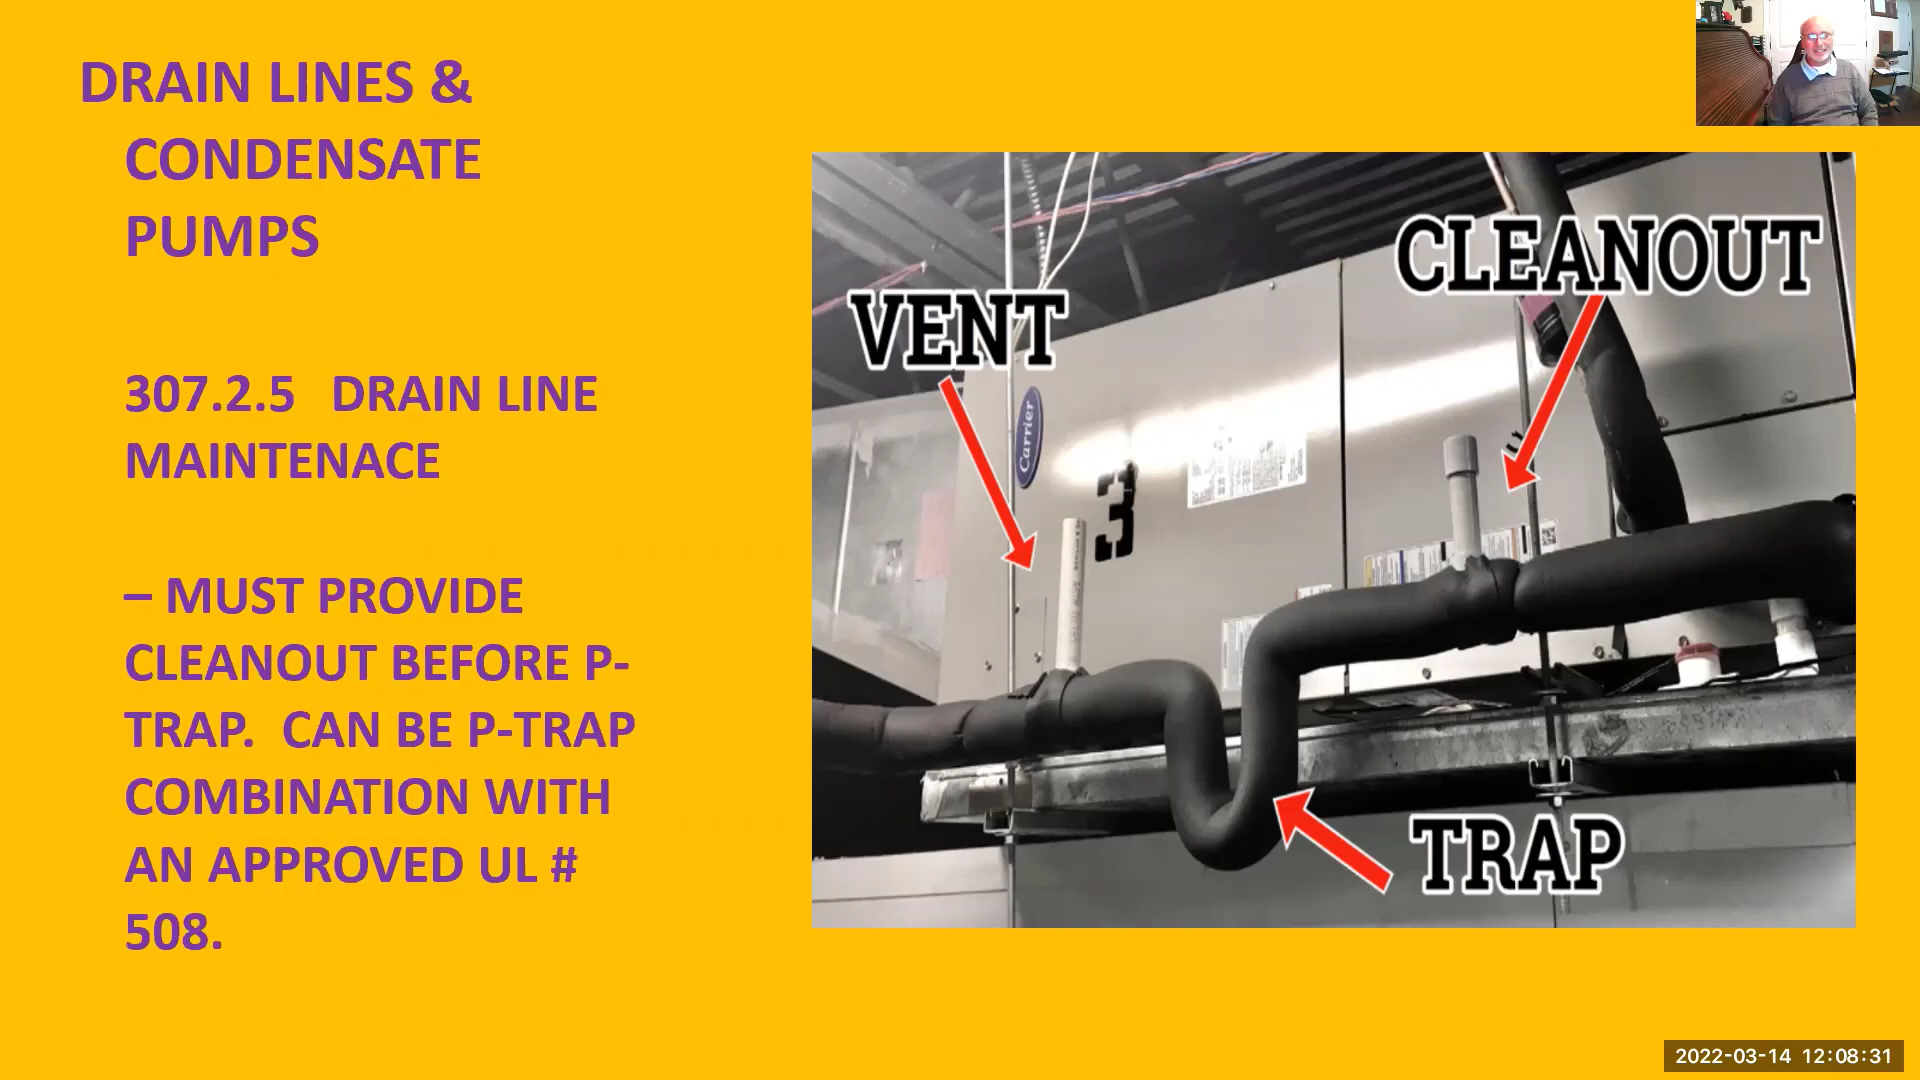 DRAIN LINES &
CONDENSATE
PUMPS
307.2.5 DRAIN LINE
MAINTENACE
– MUST PROVIDE
CLEANOUT BEFORE P-
TRAP. CAN BE P-TRAP
COMBINATION WITH
AN APPROVED UL #
508.
CLEANOUT
VENT
Carrier
3
TRAP
2022-03-14 12:08:31